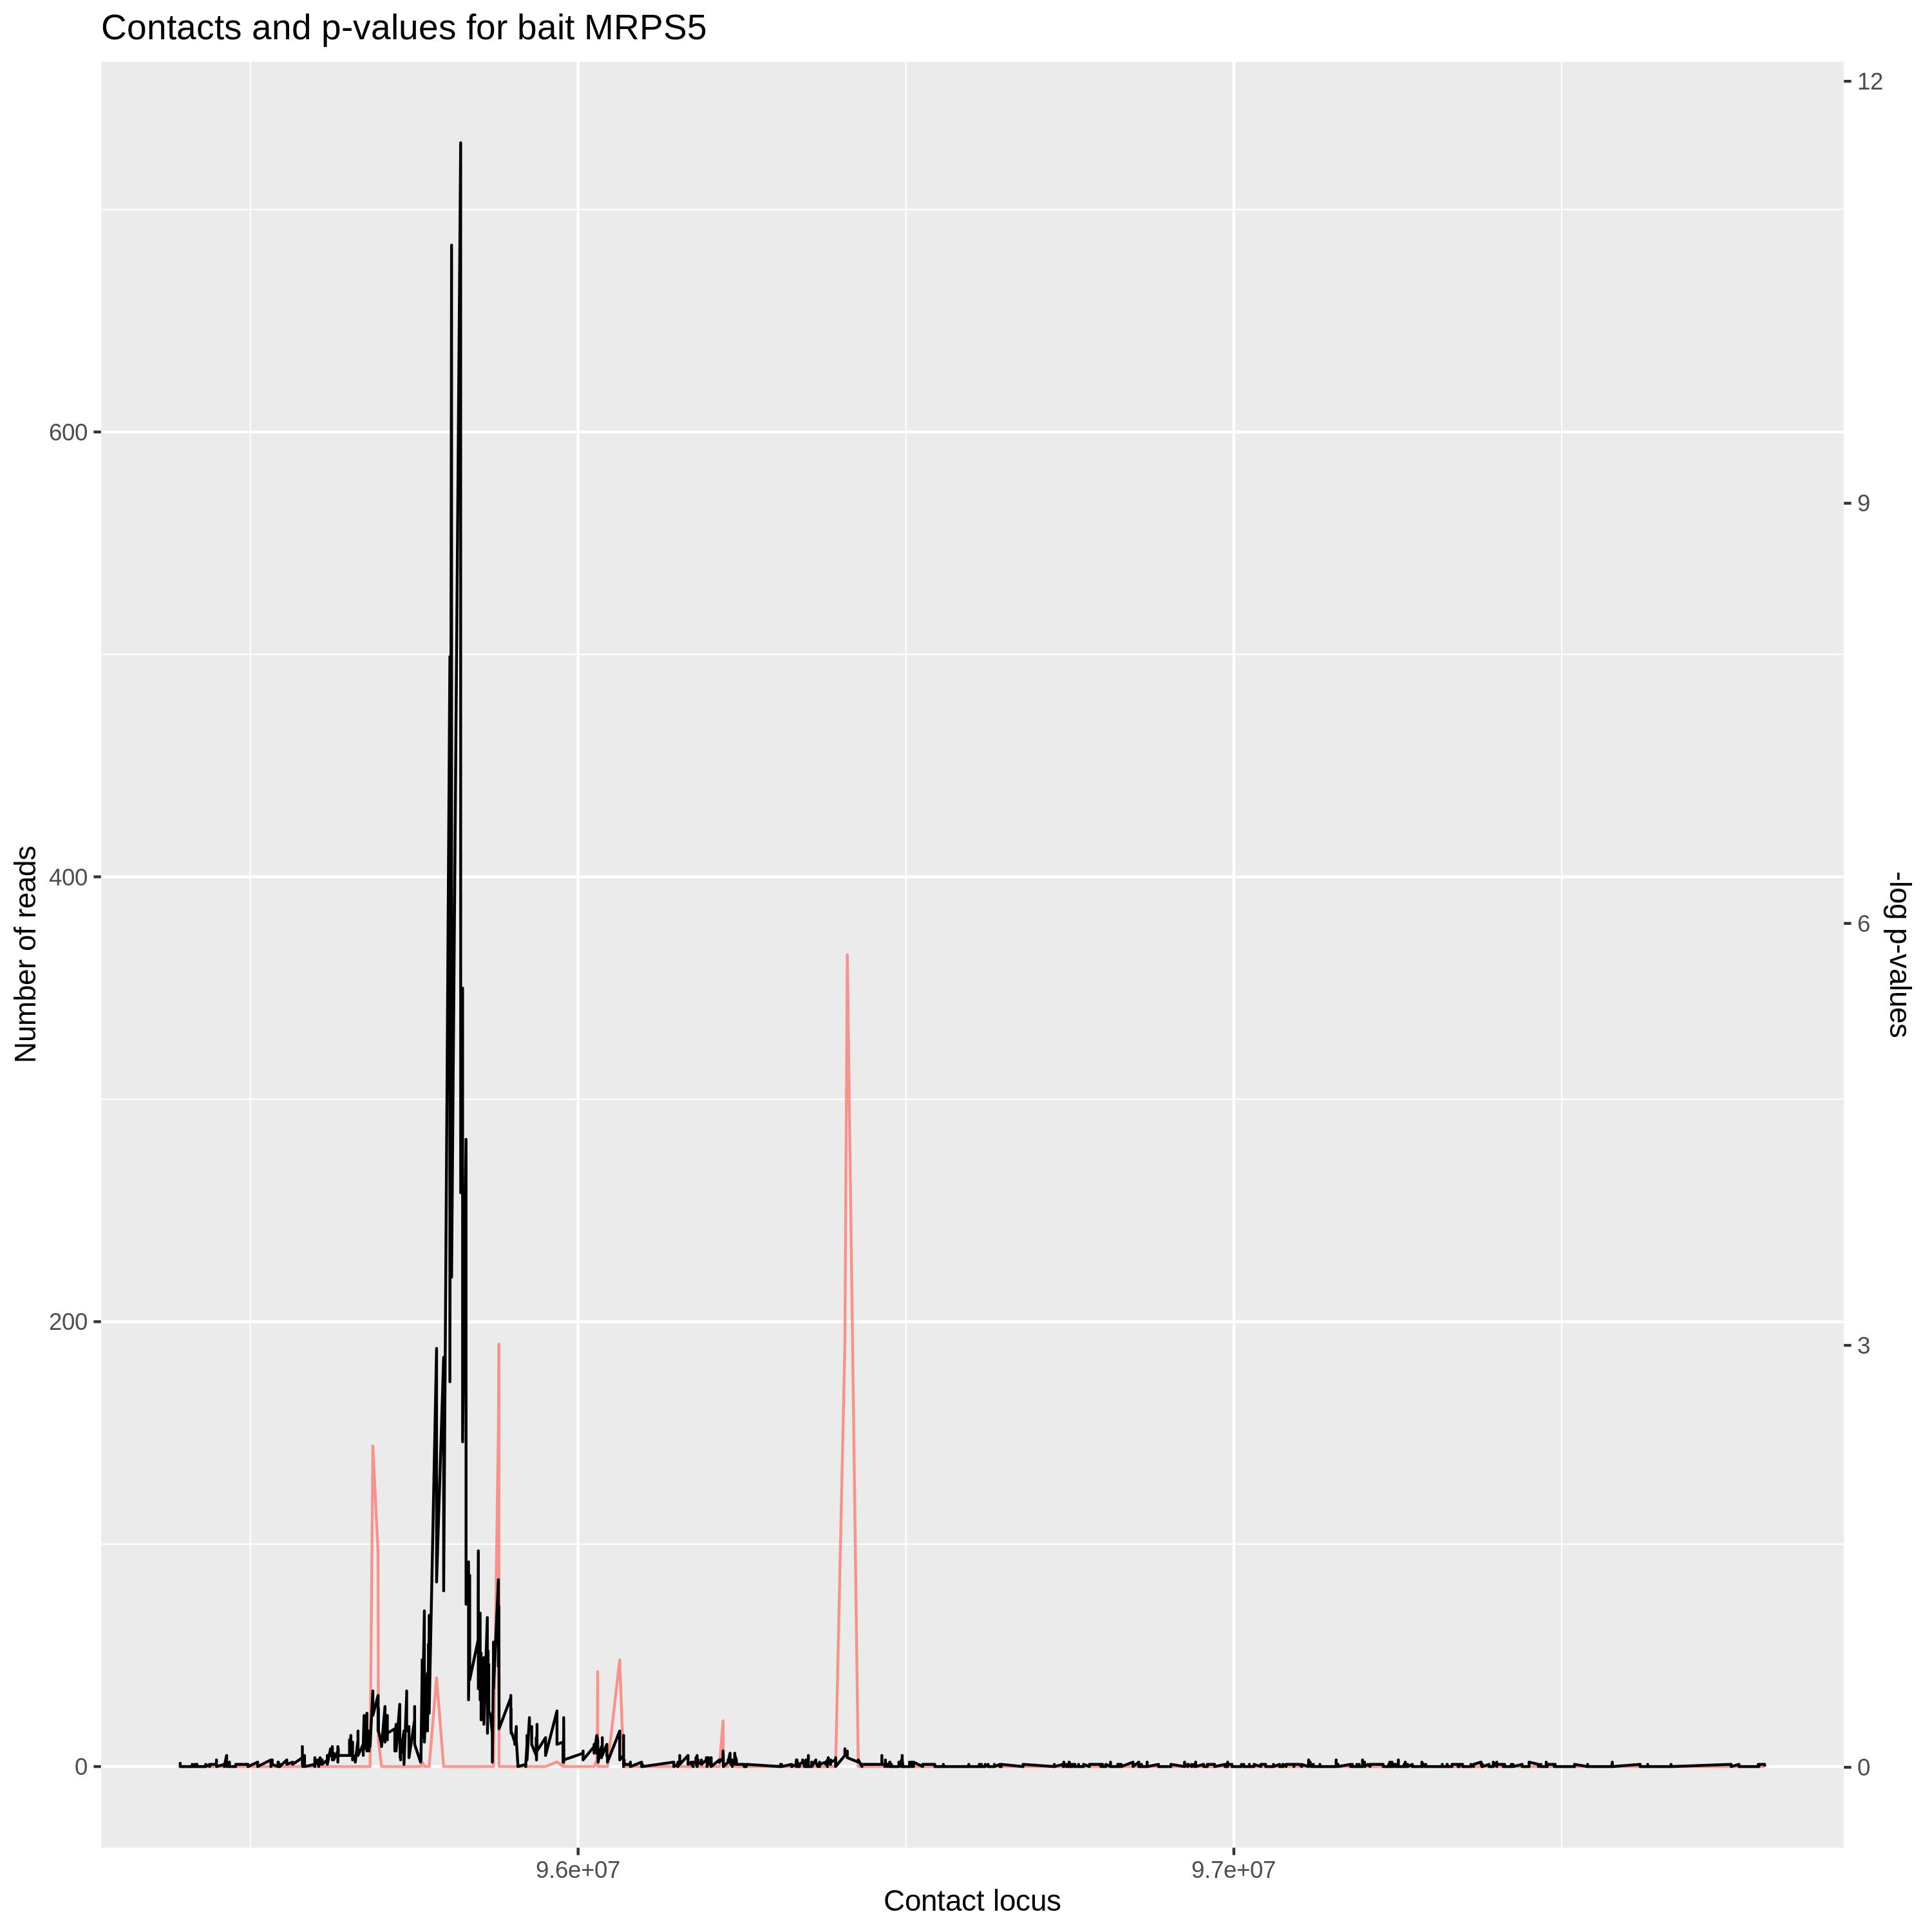 Contacts and p-values for bait MRPS5
12
9
6
3
0
600
400
200
0
Number of reads
-log p-values
9.6e+07
9.7e+07
Contact locus